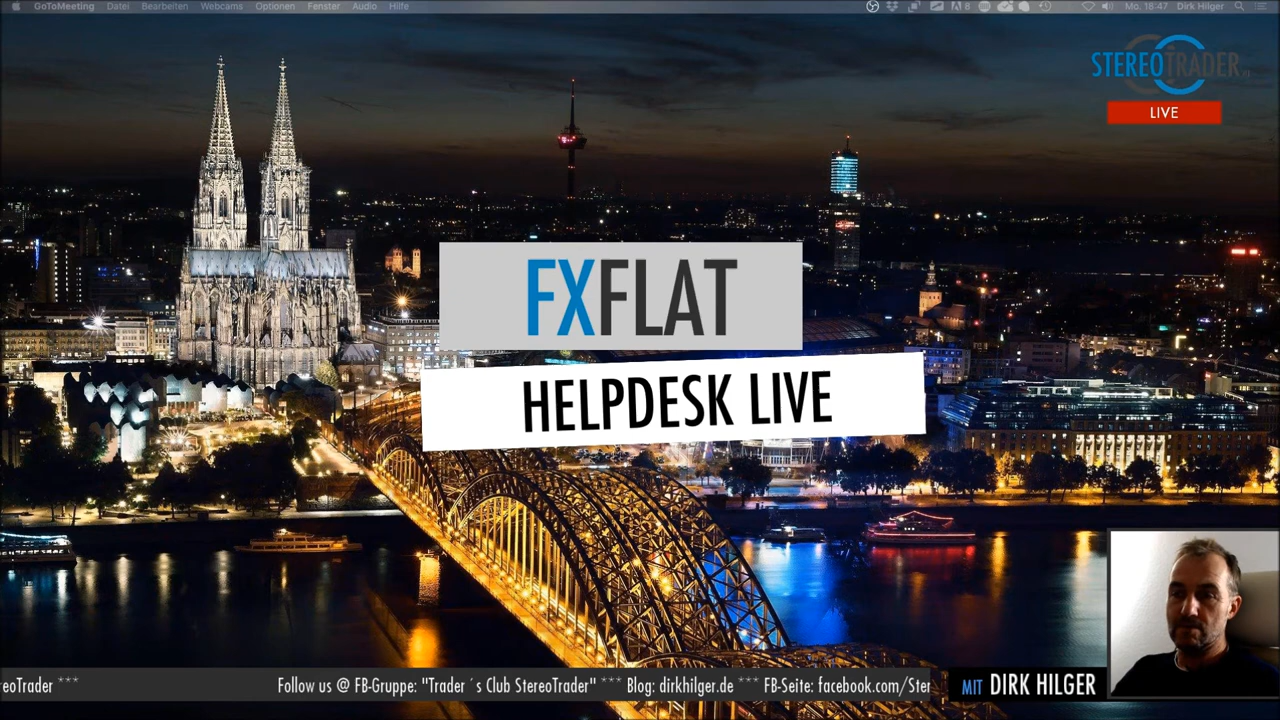 GoToMeeting Datei Bearbeiten Webcams Optionen Fenster Audio Hilfe
8 Mo. 18:47 Dirk Hilger
STEREOTRADER
LIVE
FXFLAT
HELPDESK LIVE
eoTrader *** Follow us @ FB-Gruppe: "Trader´s Club StereoTrader" *** Blog: dirkhilger.de *** FB-Seite: facebook.com/Ster
MIT DIRK HILGER